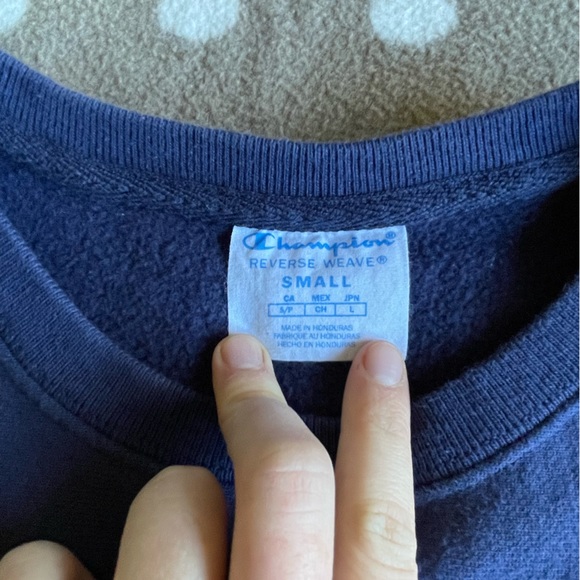 Champion®
REVERSE WEAVE®
SMALL
CA MEX JPN
S/P CH L
MADE IN HONDURAS
FABRIQUÉ AU HONDURAS
HECHO EN HONDURAS